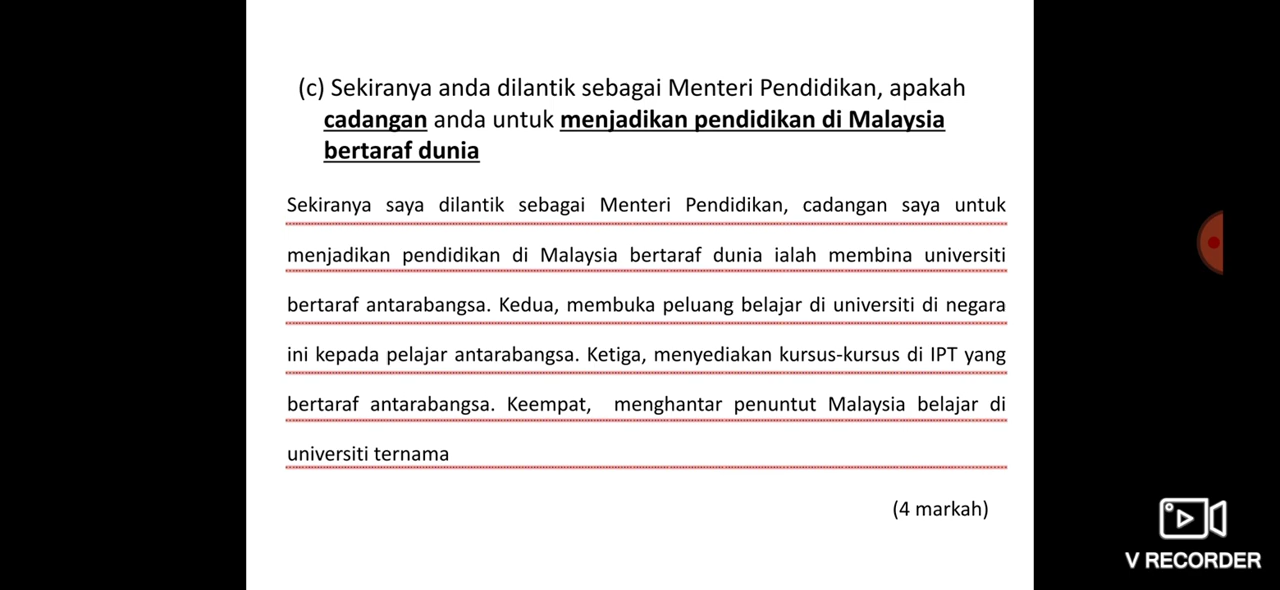 (c) Sekiranya anda dilantik sebagai Menteri Pendidikan, apakah
cadangan anda untuk menjadikan pendidikan di Malaysia
bertaraf dunia
Sekiranya saya dilantik sebagai Menteri Pendidikan, cadangan saya untuk
menjadikan pendidikan di Malaysia bertaraf dunia ialah membina universiti
bertaraf antarabangsa. Kedua, membuka peluang belajar di universiti di negara
ini kepada pelajar antarabangsa. Ketiga, menyediakan kursus-kursus di IPT yang
bertaraf antarabangsa. Keempat, menghantar penuntut Malaysia belajar di
universiti ternama
(4 markah)
V RECORDER